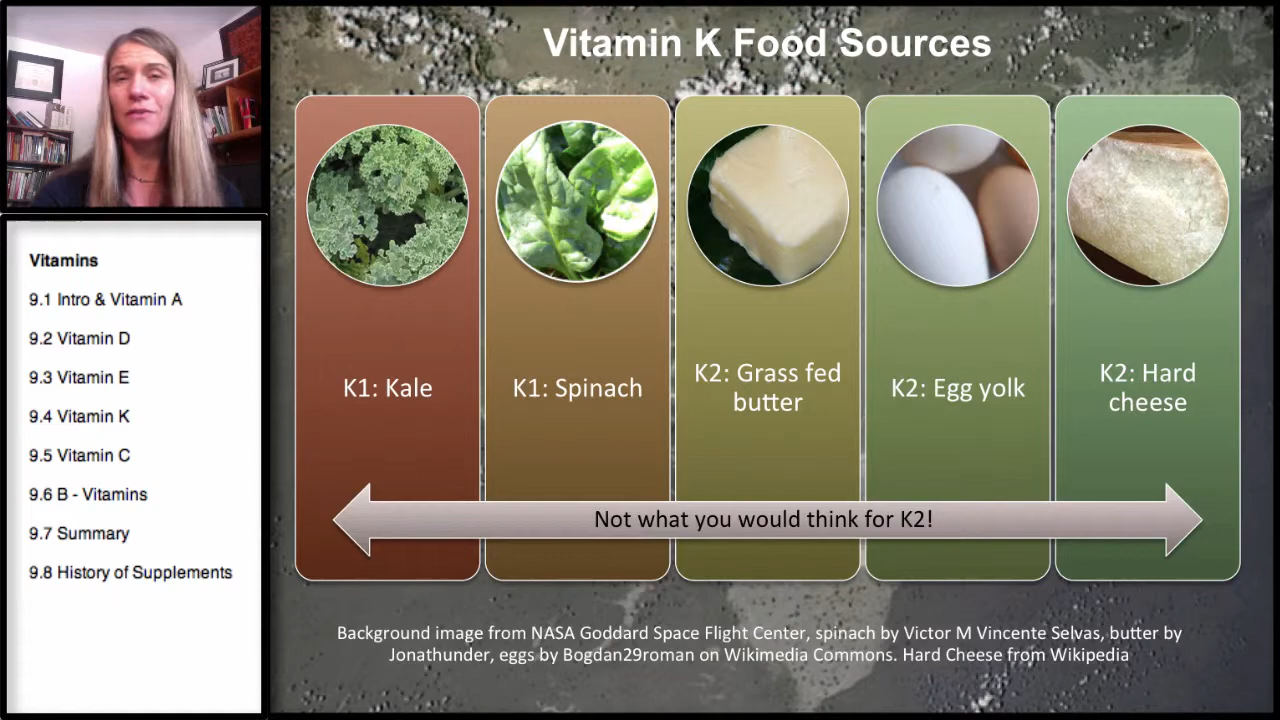 Vitamin K Food Sources
Vitamins
9.1 Intro & Vitamin A
9.2 Vitamin D
9.3 Vitamin E
9.4 Vitamin K
9.5 Vitamin C
9.6 B - Vitamins
9.7 Summary
9.8 History of Supplements
K1: Kale
K1: Spinach
K2: Grass fed
butter
K2: Egg yolk
K2: Hard
cheese
Not what you would think for K2!
Background image from NASA Goddard Space Flight Center, spinach by Victor M Vincente Selvas, butter by
Jonathunder, eggs by Bogdan29roman on Wikimedia Commons. Hard Cheese from Wikipedia